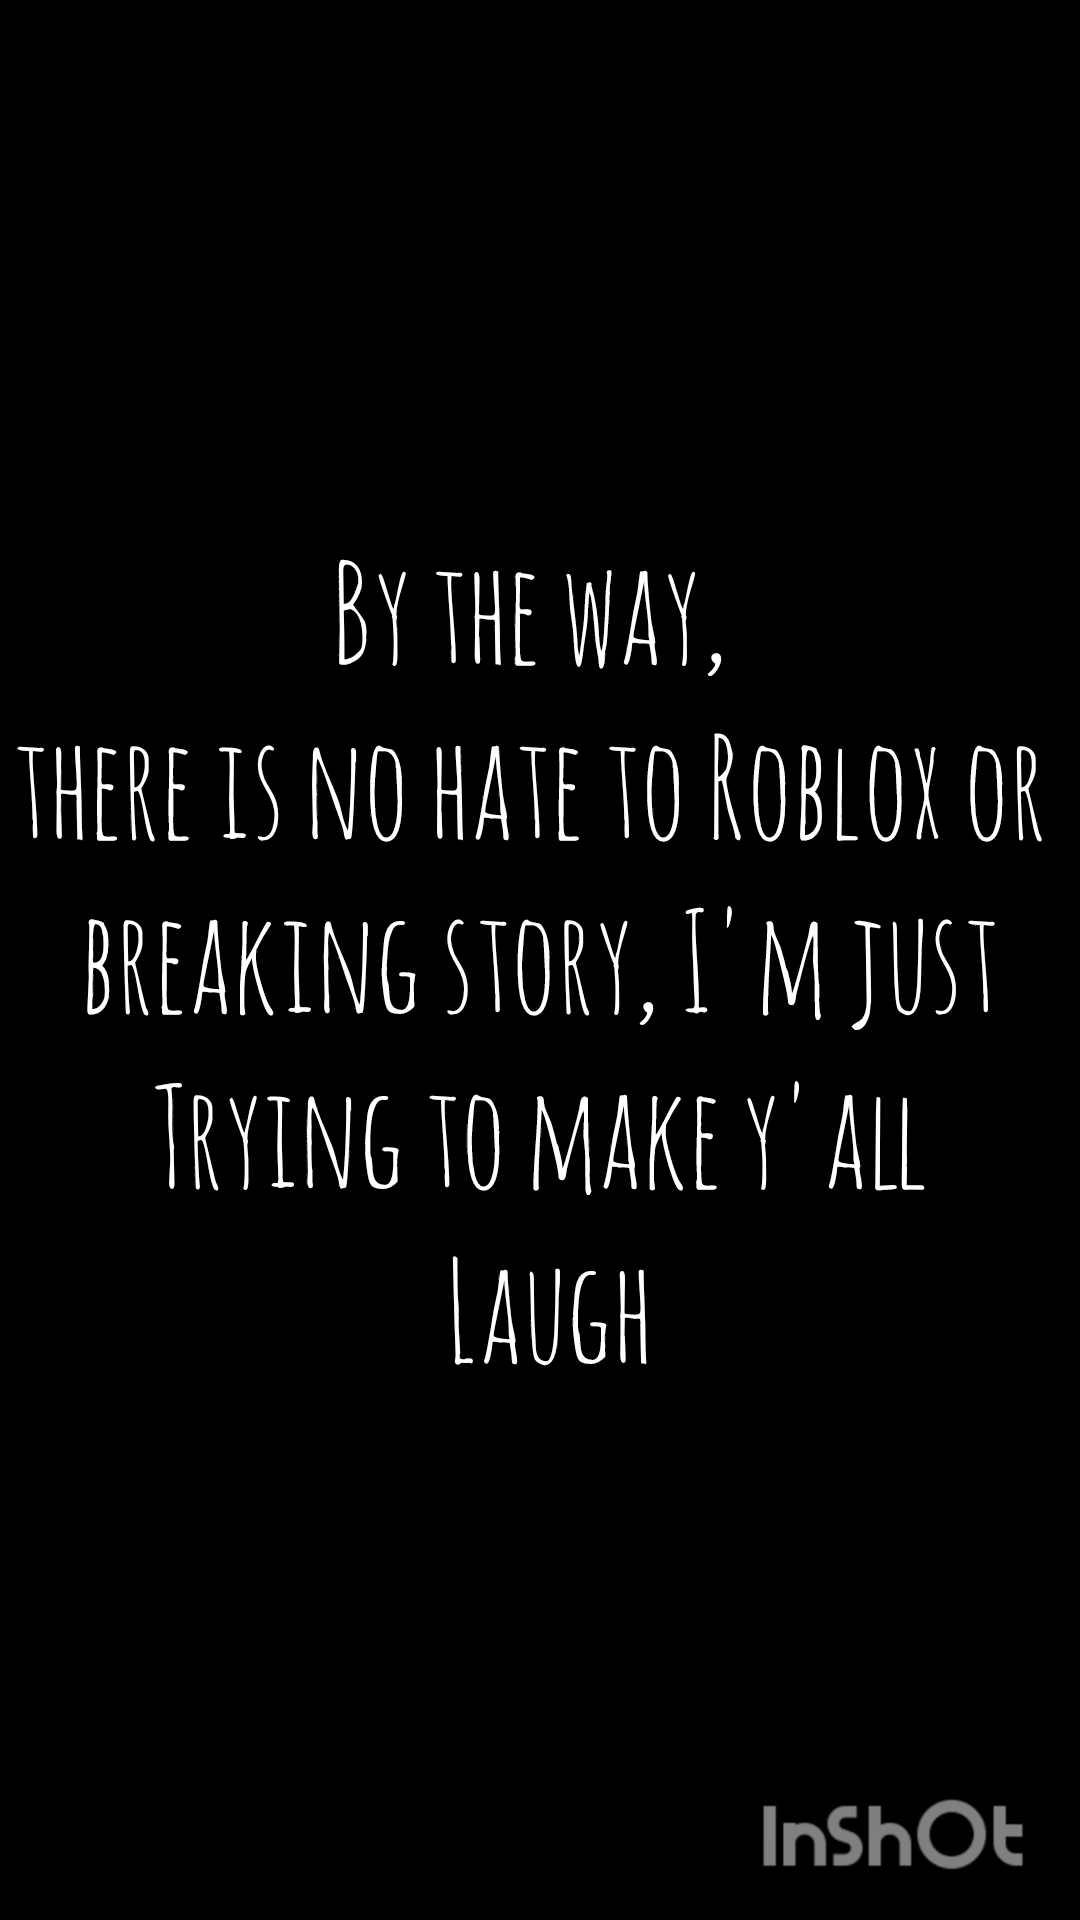 By the way,
there is no hate to Roblox or
breaking story, I'm just
Trying to make y'all
Laugh
InShOt